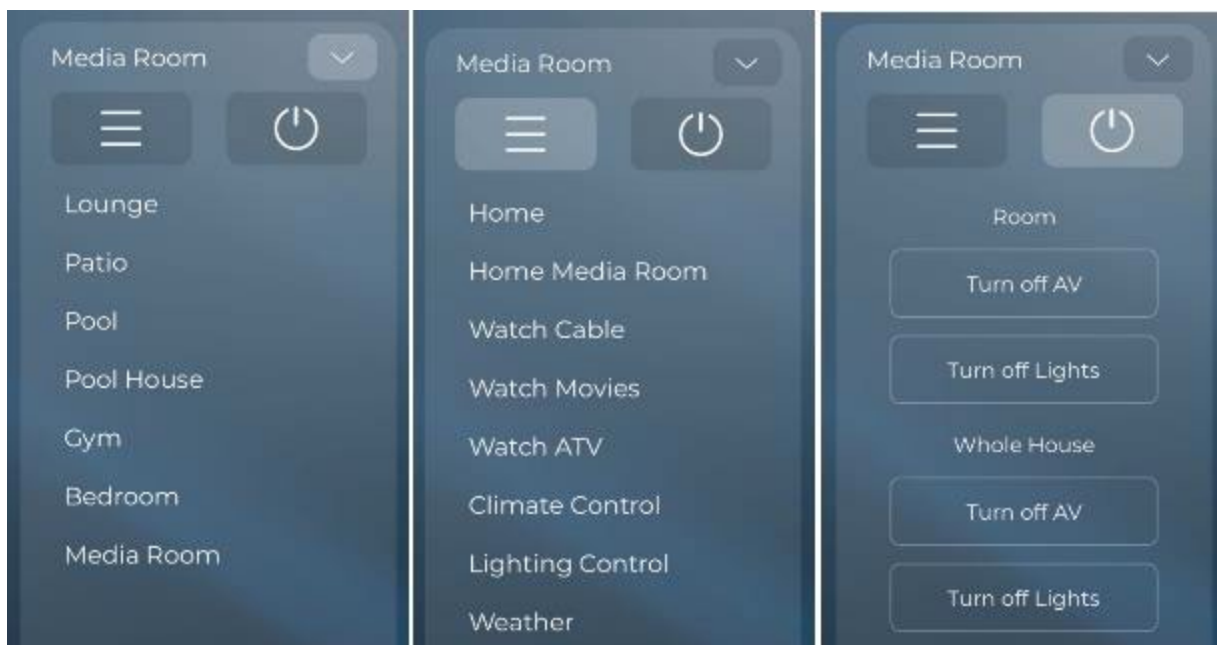 Media Room
Lounge
Patio
Pool
Pool House
Gym
Bedroom
Media Room
Media Room
Home
Home Media Room
Watch Cable
Watch Movies
Watch ATV
Climate Control
Lighting Control
Weather
Media Room
Room
Turn off AV
Turn off Lights
Whole House
Turn off AV
Turn off Lights